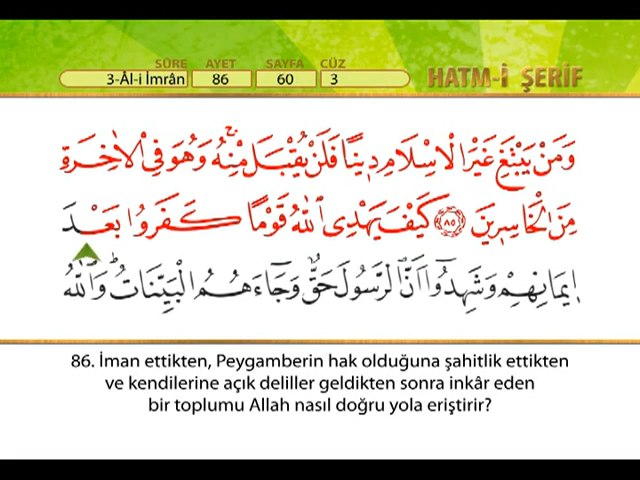 SÛRE AYET SAYFA CÜZ
3-Âl-i İmrân 86 60 3
HATM-İ ŞERİF
وَمَنْ يَبْتَغِ غَيْرَ الْاِسْلَامِ د۪ينًا فَلَنْ يُقْبَلَ مِنْهُۚ وَهُوَ فِي الْاٰخِرَةِ
مِنَ الْخَاسِر۪ينَ ﴿٨٥﴾ كَيْفَ يَهْدِي اللّٰهُ قَوْمًا كَفَرُوا بَعْدَ
ا۪يمَانِهِمْ وَشَهِدُٓوا اَنَّ الرَّسُولَ حَقٌّ وَجَٓاءَهُمُ الْبَيِّنَاتُۜ وَاللّٰهُ
86. İman ettikten, Peygamberin hak olduğuna şahitlik ettikten
ve kendilerine açık deliller geldikten sonra inkâr eden
bir toplumu Allah nasıl doğru yola eriştirir?